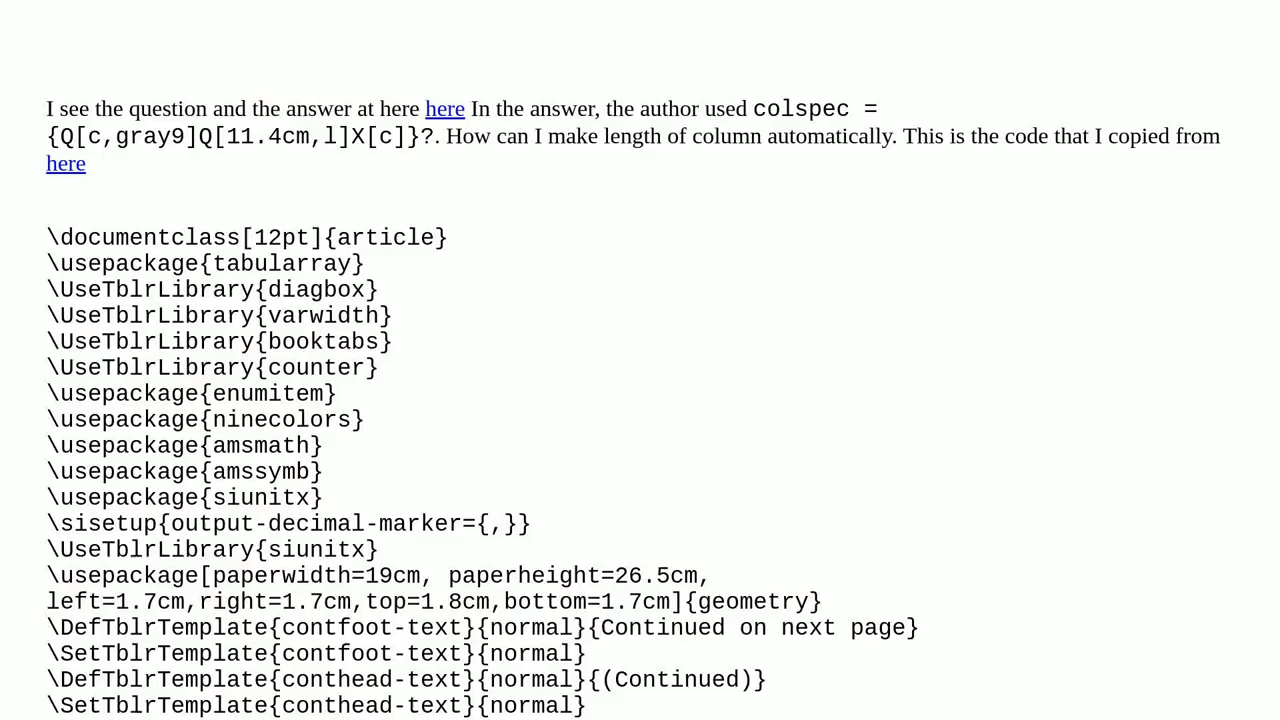 I see the question and the answer at here here In the answer, the author used colspec =
{Q[c,gray9]Q[11.4cm,l]X[c]}?. How can I make length of column automatically. This is the code that I copied from
here
\documentclass[12pt]{article}
\usepackage{tabularray}
\UseTblrLibrary{diagbox}
\UseTblrLibrary{varwidth}
\UseTblrLibrary{booktabs}
\UseTblrLibrary{counter}
\usepackage{enumitem}
\usepackage{ninecolors}
\usepackage{amsmath}
\usepackage{amssymb}
\usepackage{siunitx}
\sisetup{output-decimal-marker={,}}
\UseTblrLibrary{siunitx}
\usepackage[paperwidth=19cm, paperheight=26.5cm,
left=1.7cm,right=1.7cm,top=1.8cm,bottom=1.7cm]{geometry}
\DefTblrTemplate{contfoot-text}{normal}{Continued on next page}
\SetTblrTemplate{contfoot-text}{normal}
\DefTblrTemplate{conthead-text}{normal}{(Continued)}
\SetTblrTemplate{conthead-text}{normal}